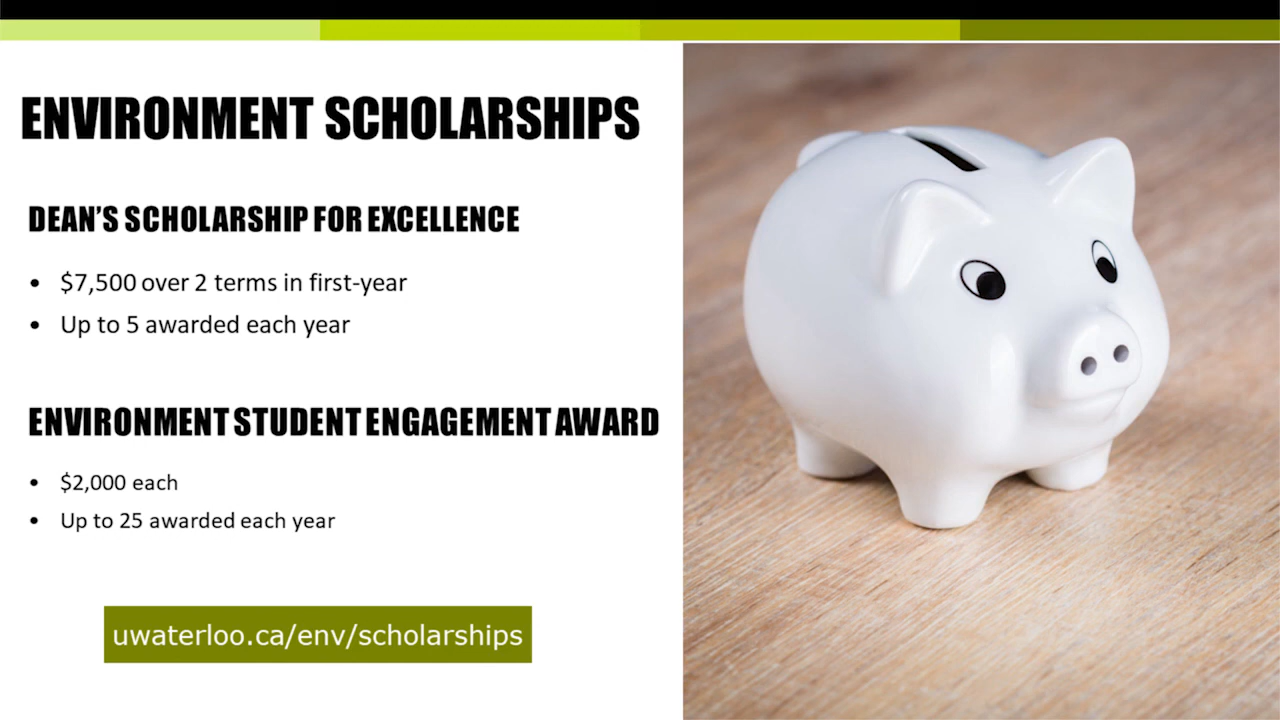 ENVIRONMENT SCHOLARSHIPS
DEAN'S SCHOLARSHIP FOR EXCELLENCE
• $7,500 over 2 terms in first-year
• Up to 5 awarded each year
ENVIRONMENT STUDENT ENGAGEMENT AWARD
• $2,000 each
• Up to 25 awarded each year
uwaterloo.ca/env/scholarships